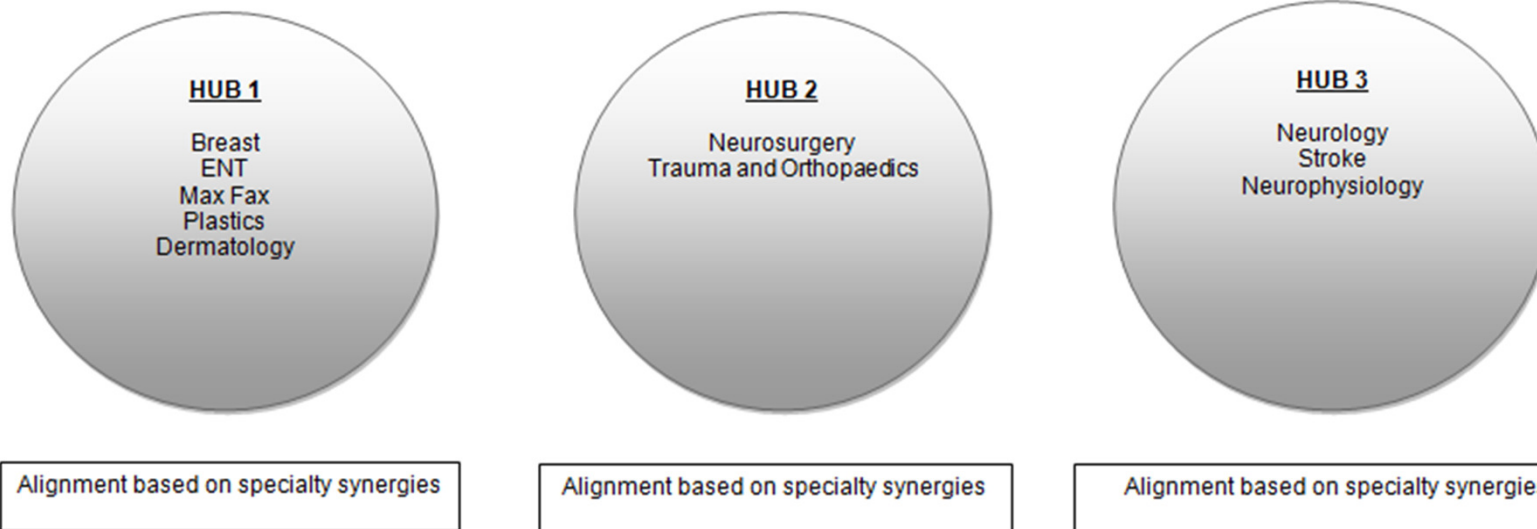 HUB 1
Breast
ENT
Max Fax
Plastics
Dermatology
HUB 2
Neurosurgery
Trauma and Orthopaedics
HUB 3
Neurology
Stroke
Neurophysiology
Alignment based on specialty synergies
Alignment based on specialty synergies
Alignment based on specialty synergie